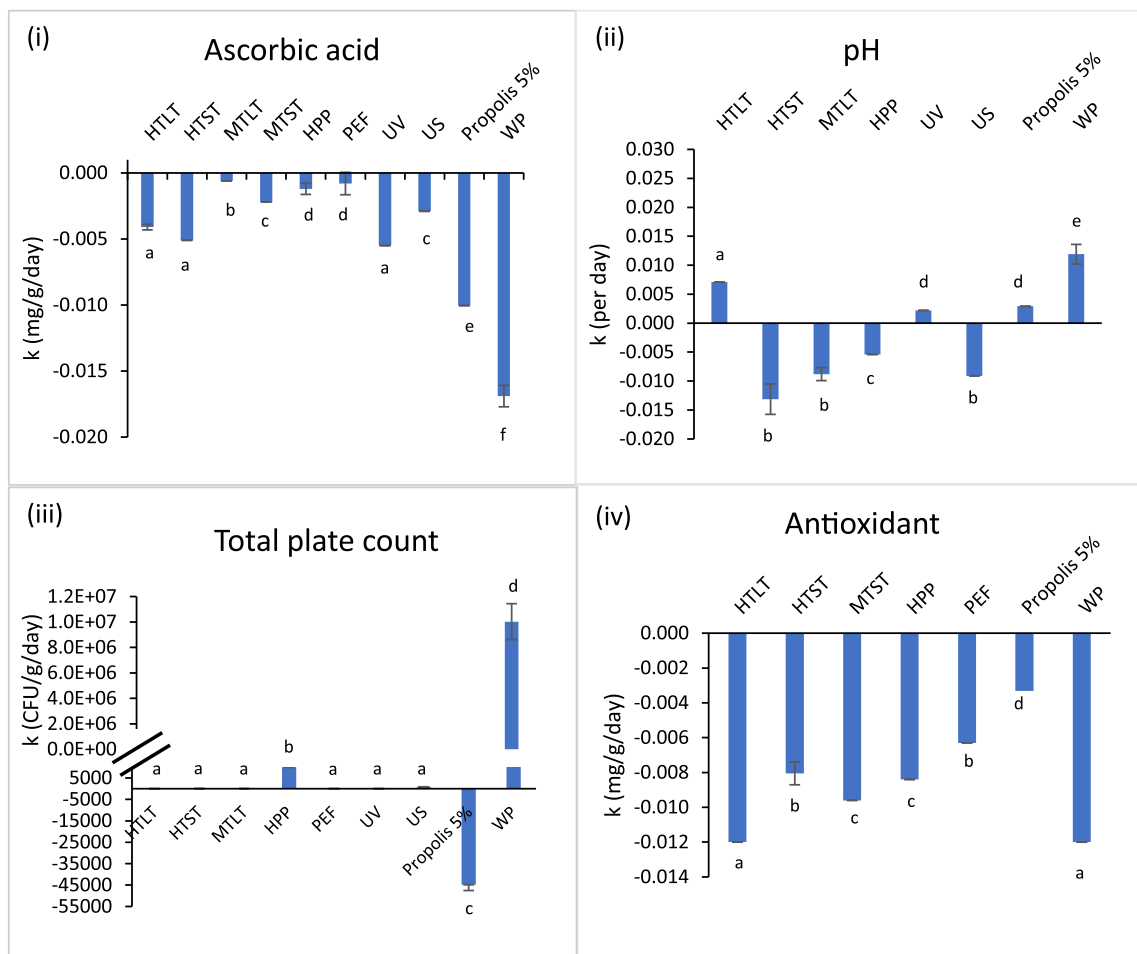 (i)
Ascorbic acid
HTLT HTST MTLT MTST HPP PEF UV US Propolis 5% WP
k (mg/g/day)
0.000
-0.005
-0.010
-0.015
-0.020
a a b c d d a c e f
(ii)
pH
HTLT HTST MTLT HPP UV US Propolis 5% WP
k (per day)
0.030
0.025
0.020
0.015
0.010
0.005
0.000
-0.005
-0.010
-0.015
-0.020
a b b c d b d e
(iii)
Total plate count
k (CFU/g/day)
1.2E+07
1.0E+07
8.0E+06
6.0E+06
4.0E+06
2.0E+06
0.0E+00
5000
-5000
-15000
-25000
-35000
-45000
-55000
a a a b a a a c d
HTLT HTST MTLT HPP PEF UV US Propolis 5% WP
(iv)
Antioxidant
HTLT HTST MTST HPP PEF Propolis 5% WP
k (mg/g/day)
0.000
-0.002
-0.004
-0.006
-0.008
-0.010
-0.012
-0.014
a b c c b d a